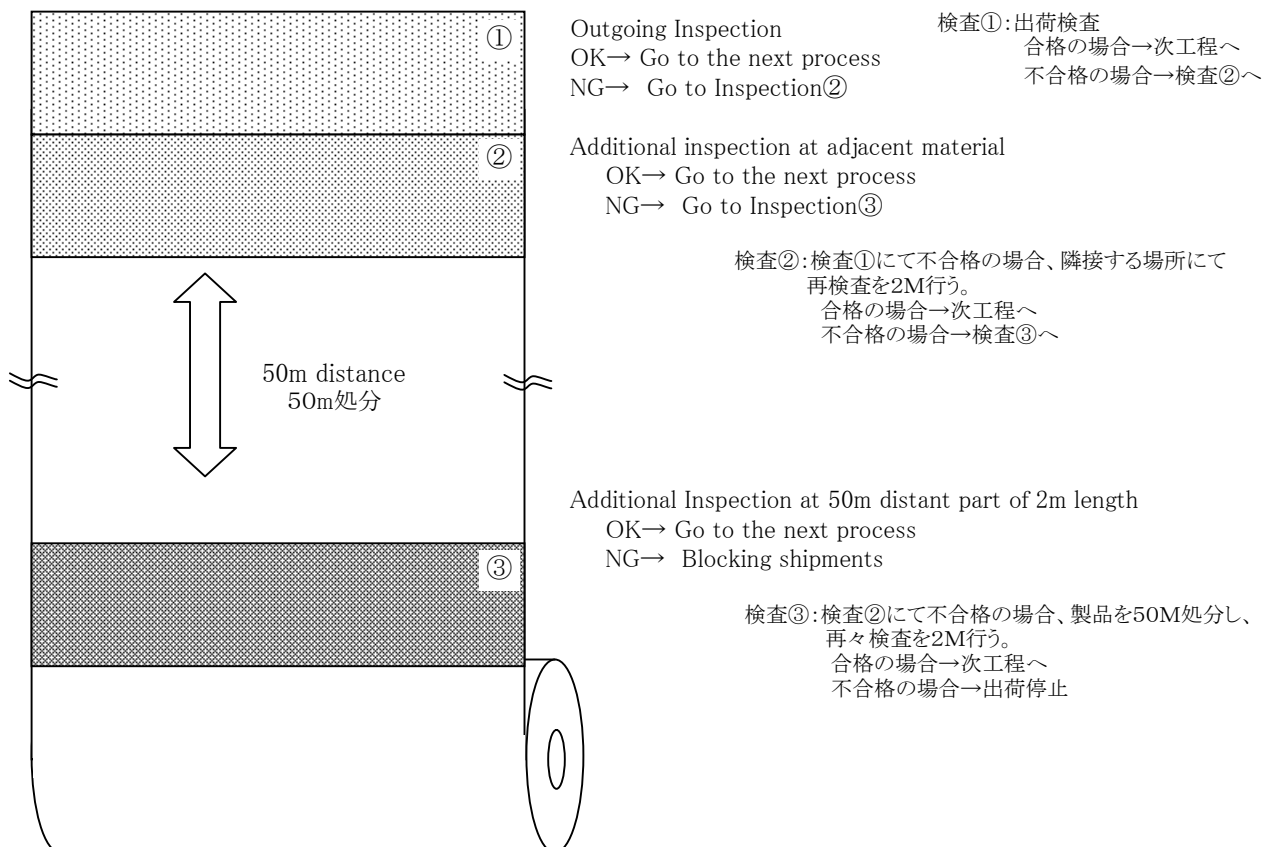 ①
Outgoing Inspection
OK→ Go to the next process
NG→ Go to Inspection②
検査①:出荷検査
合格の場合→次工程へ
不合格の場合→検査②へ
②
Additional inspection at adjacent material
OK→ Go to the next process
NG→ Go to Inspection③
検査②:検査①にて不合格の場合、隣接する場所にて
再検査を2M行う。
合格の場合→次工程へ
不合格の場合→検査③へ
50m distance
50m処分
③
Additional Inspection at 50m distant part of 2m length
OK→ Go to the next process
NG→ Blocking shipments
検査③:検査②にて不合格の場合、製品を50M処分し、
再々検査を2M行う。
合格の場合→次工程へ
不合格の場合→出荷停止